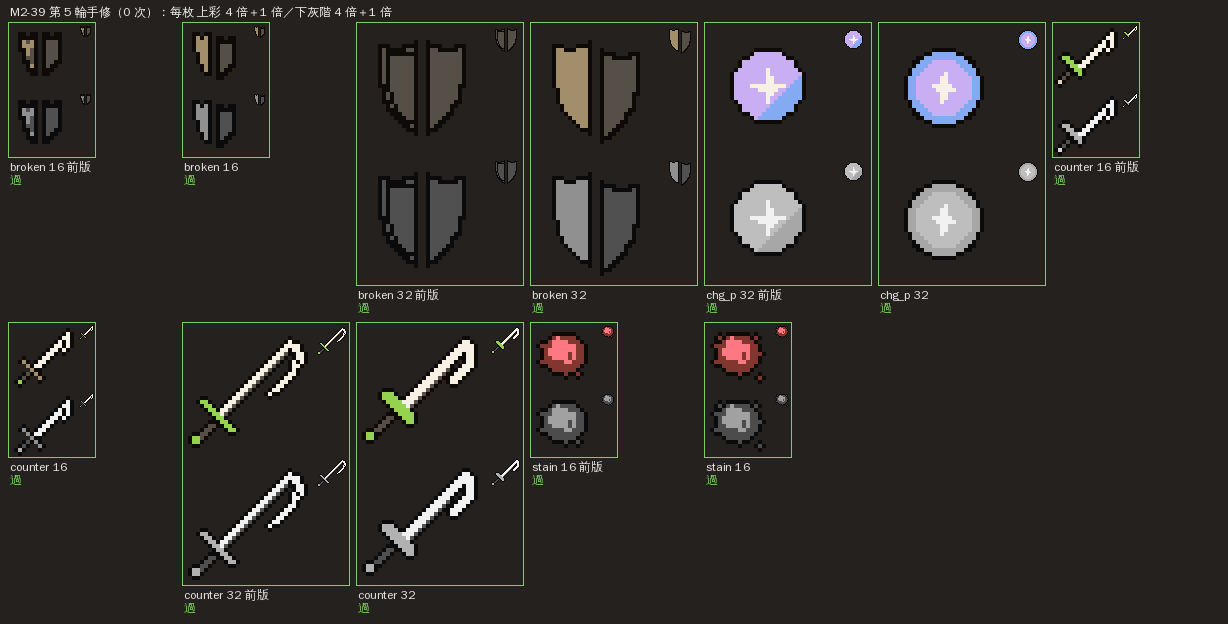 M2-39 第 5 輪手修（0 次）：每枚 上彩 4 倍＋1 倍／下灰階 4 倍＋1 倍
broken 16 前版
過
broken 16
過
broken 32 前版
過
broken 32
過
chg_p 32 前版
過
chg_p 32
過
counter 16 前版
過
counter 16
過
counter 32 前版
過
counter 32
過
stain 16 前版
過
stain 16
過